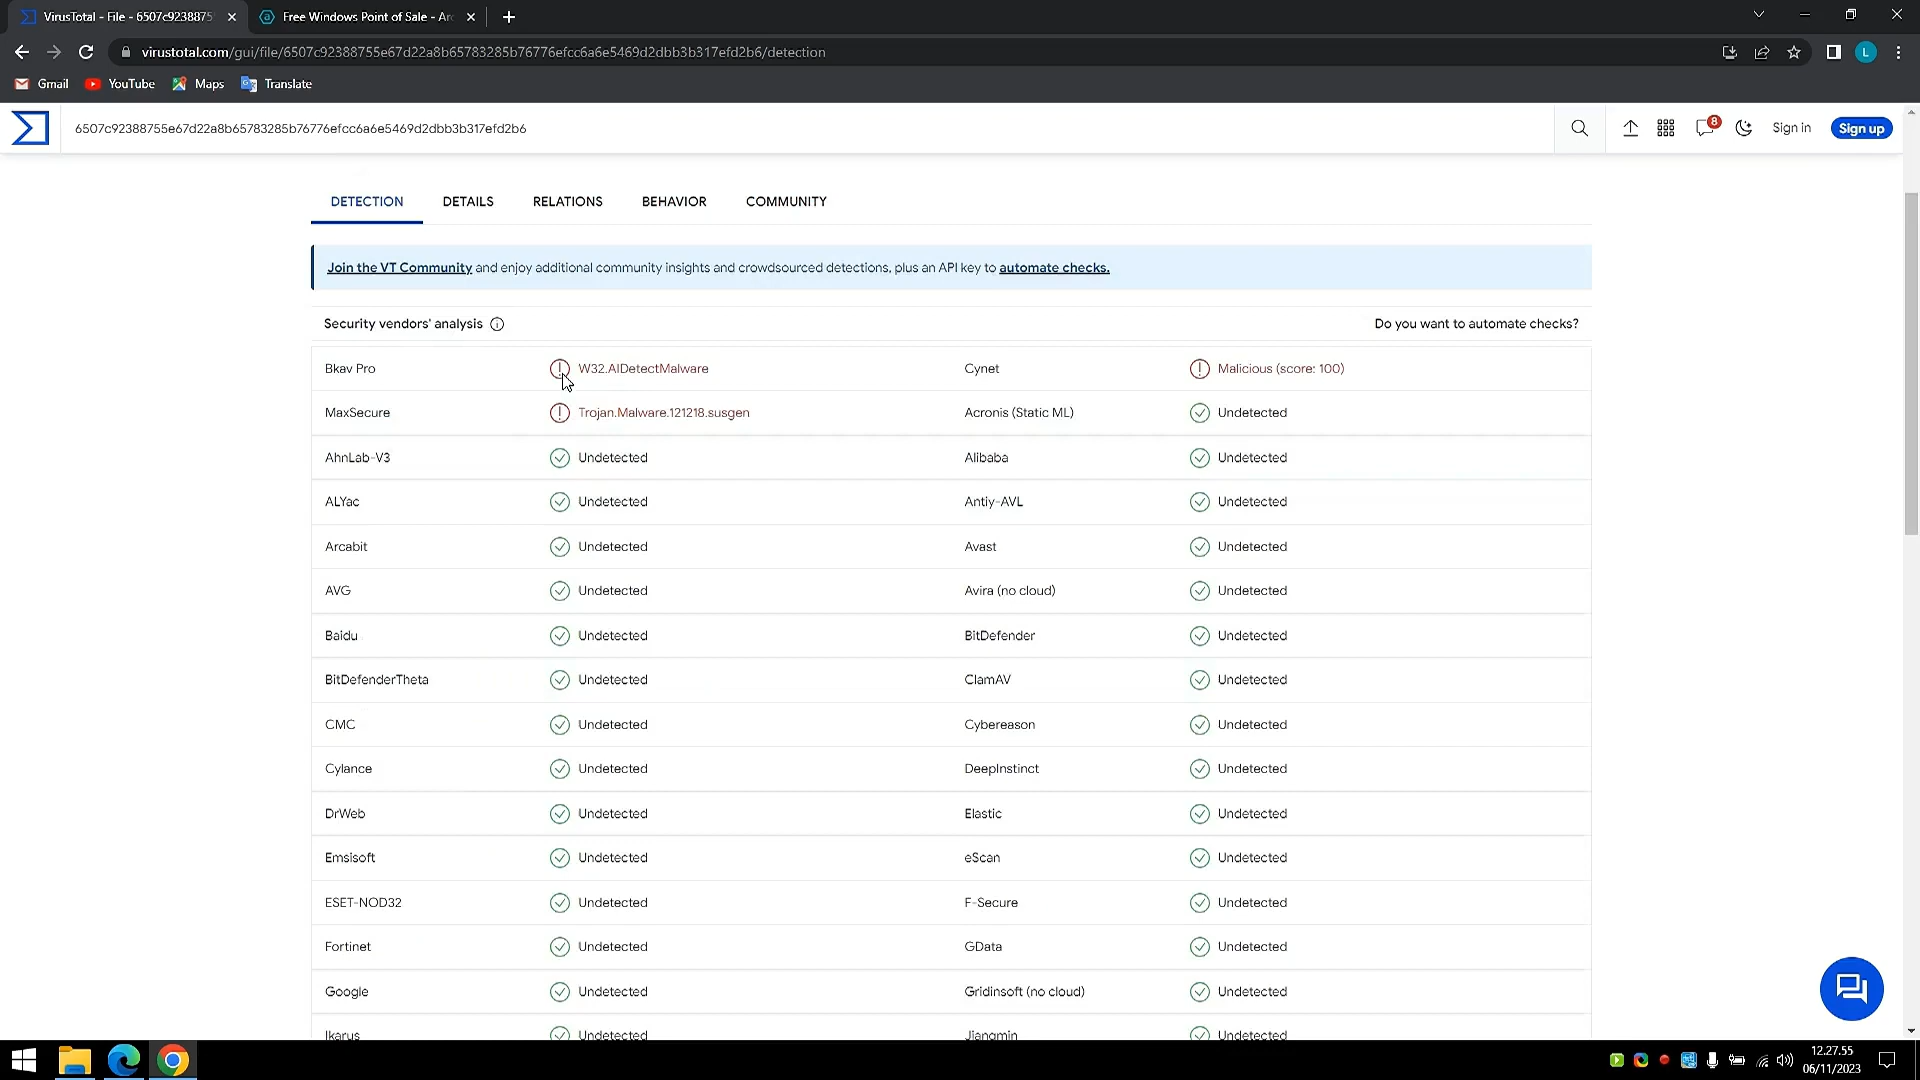 VirusTotal - File - 6507c9238875
Free Windows Point of Sale - Arc
virustotal.com/gui/file/6507c92388755e67d22a8b65783285b76776efcc6a6e5469d2dbb3b317efd2b6/detection
L
Gmail YouTube Maps Translate
6507c92388755e67d22a8b65783285b76776efcc6a6e5469d2dbb3b317efd2b6
8
Sign in
Sign up
DETECTION DETAILS RELATIONS BEHAVIOR COMMUNITY
Join the VT Community and enjoy additional community insights and crowdsourced detections, plus an API key to automate checks.
Security vendors' analysis
Do you want to automate checks?
Bkav Pro W32.AIDetectMalware Cynet Malicious (score: 100)
MaxSecure Trojan.Malware.121218.susgen Acronis (Static ML) Undetected
AhnLab-V3 Undetected Alibaba Undetected
ALYac Undetected Antiy-AVL Undetected
Arcabit Undetected Avast Undetected
AVG Undetected Avira (no cloud) Undetected
Baidu Undetected BitDefender Undetected
BitDefenderTheta Undetected ClamAV Undetected
CMC Undetected Cybereason Undetected
Cylance Undetected DeepInstinct Undetected
DrWeb Undetected Elastic Undetected
Emsisoft Undetected eScan Undetected
ESET-NOD32 Undetected F-Secure Undetected
Fortinet Undetected GData Undetected
Google Undetected Gridinsoft (no cloud) Undetected
Ikarus Undetected Jiangmin Undetected
12.27.55
06/11/2023